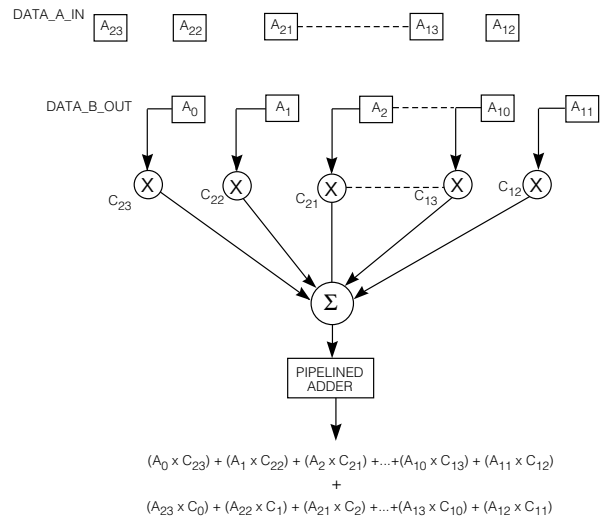 DATA_A_IN
A23 A22 A21 A13 A12
DATA_B_OUT
A0 A1 A2 A10 A11
X X X X X
C23 C22 C21 C13 C12
Σ
PIPELINED
ADDER
(A0 x C23) + (A1 x C22) + (A2 x C21) +...+(A10 x C13) + (A11 x C12)
+
(A23 x C0) + (A22 x C1) + (A21 x C2) +...+(A13 x C10) + (A12 x C11)